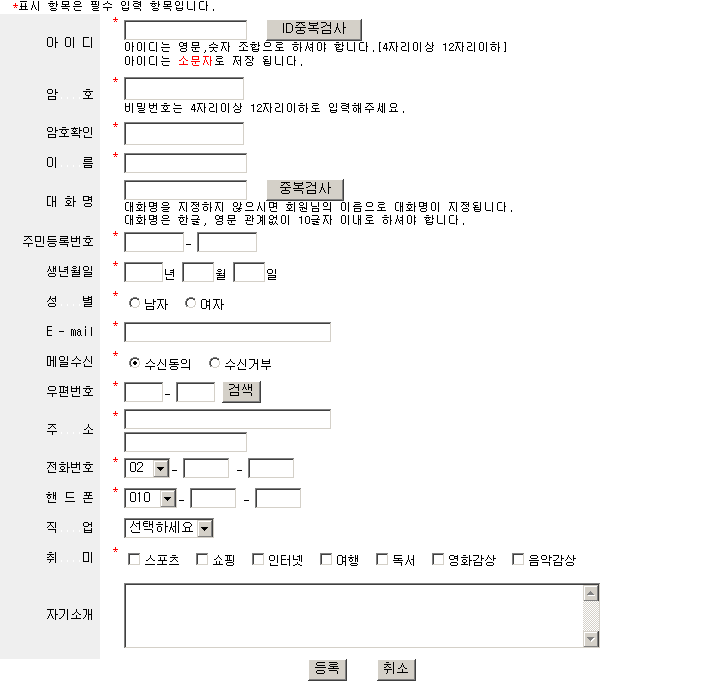 *표시 항목은 필수 입력 항목입니다.
아 이 디 * ID중복검사
아이디는 영문,숫자 조합으로 하셔야 합니다.[4자리이상 12자리이하]
아이디는 소문자로 저장 됩니다.
암 호 *
비밀번호는 4자리이상 12자리이하로 입력해주세요.
암호확인 *
이 름 *
대 화 명 중복검사
대화명을 지정하지 않으시면 회원님의 이음으로 대화명이 지정됩니다.
대화명은 한글, 영문 관계없이 10글자 이내로 하셔야 합니다.
주민등록번호 * -
생년월일 * 년 월 일
성 별 * 남자 여자
E - mail *
메일수신 * 수신동의 수신거부
우편번호 * - 검색
주 소 *
전화번호 * 02 - -
핸 드 폰 * 010 - -
직 업 선택하세요
취 미 * 스포츠 쇼핑 인터넷 여행 독서 영화감상 음악감상
자기소개
등록 취소